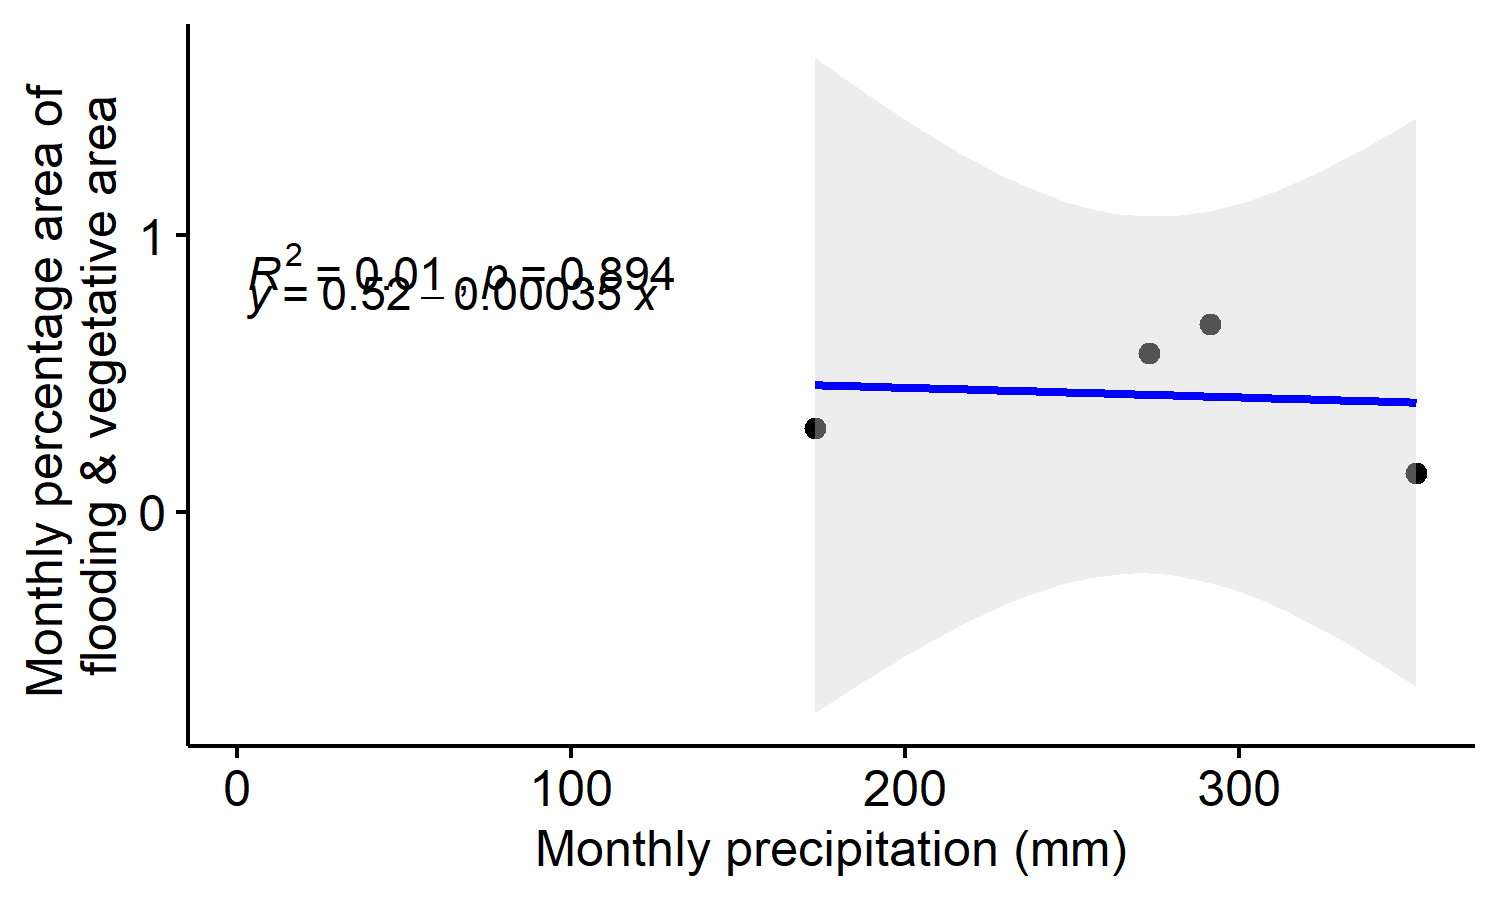 Monthly percentage area of
flooding & vegetative area
1
0
R² = 0.01 , p = 0.894
y = 0.52 − 0.00035 x
0 100 200 300
Monthly precipitation (mm)